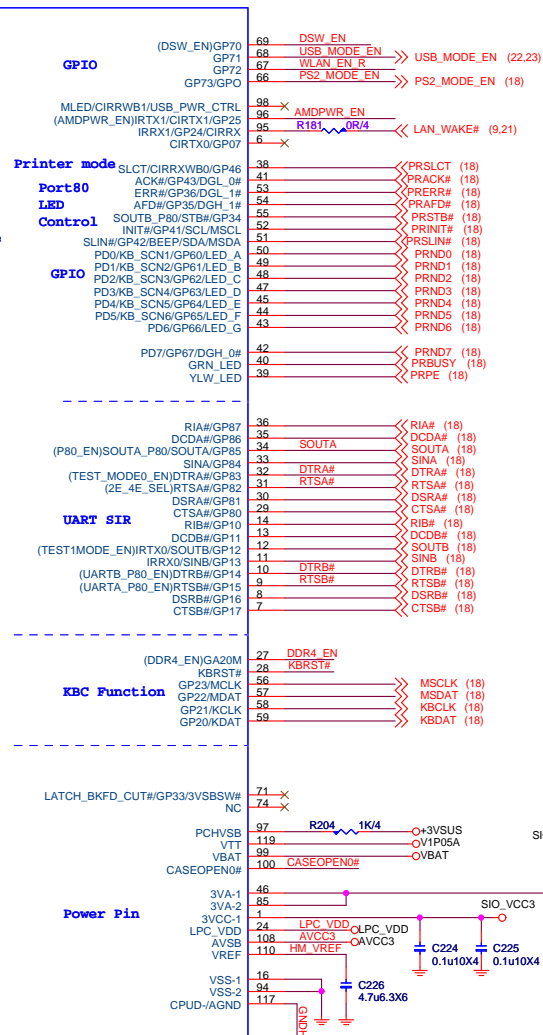 (DSW_EN)GP70 69 DSW_EN
GP71 68 USB_MODE_EN USB_MODE_EN (22,23)
GPIO GP72 67 WLAN_EN_R
GP73/GPO 66 PS2_MODE_EN PS2_MODE_EN (18)
MLED/CIRRWB1/USB_PWR_CTRL 98
(AMDPWR_EN)IRTX1/CIRTX1/GP25 96 AMDPWR_EN
IRRX1/GP24/CIRRX 95 R181 0R/4 LAN_WAKE# (9,21)
CIRTX0/GP07 6
Printer mode SLCT/CIRRXWB0/GP46 38 PRSLCT (18)
ACK#/GP43/DGL_0# 41 PRACK# (18)
Port80 ERR#/GP36/DGL_1# 53 PRERR# (18)
LED AFD#/GP35/DGH_1# 54 PRAFD# (18)
SOUTB_P80/STB#/GP34 55 PRSTB# (18)
Control INIT#/GP41/SCL/MSCL 52 PRINIT# (18)
SLIN#/GP42/BEEP/SDA/MSDA 51 PRSLIN# (18)
PD0/KB_SCN1/GP60/LED_A 50 PRND0 (18)
PD1/KB_SCN2/GP61/LED_B 49 PRND1 (18)
GPIO PD2/KB_SCN3/GP62/LED_C 48 PRND2 (18)
PD3/KB_SCN4/GP63/LED_D 47 PRND3 (18)
PD4/KB_SCN5/GP64/LED_E 45 PRND4 (18)
PD5/KB_SCN6/GP65/LED_F 44 PRND5 (18)
PD6/GP66/LED_G 43 PRND6 (18)
PD7/GP67/DGH_0# 42 PRND7 (18)
GRN_LED 40 PRBUSY (18)
YLW_LED 39 PRPE (18)
RIA#/GP87 36 RIA# (18)
DCDA#/GP86 35 DCDA# (18)
(P80_EN)SOUTA_P80/SOUTA/GP85 34 SOUTA SOUTA (18)
SINA/GP84 33 SINA (18)
(TEST_MODE0_EN)DTRA#/GP83 32 DTRA# DTRA# (18)
(2E_4E_SEL)RTSA#/GP82 31 RTSA# RTSA# (18)
DSRA#/GP81 30 DSRA# (18)
UART SIR CTSA#/GP80 29 CTSA# (18)
RIB#/GP10 14 RIB# (18)
DCDB#/GP11 13 DCDB# (18)
(TEST1MODE_EN)IRTX0/SOUTB/GP12 12 SOUTB (18)
IRRX0/SINB/GP13 11 SINB (18)
(UARTB_P80_EN)DTRB#/GP14 10 DTRB# DTRB# (18)
(UARTA_P80_EN)RTSB#/GP15 9 RTSB# RTSB# (18)
DSRB#/GP16 8 DSRB# (18)
CTSB#/GP17 7 CTSB# (18)
(DDR4_EN)GA20M 27 DDR4_EN
KBRST# 28 KBRST#
GP23/MCLK 56 MSCLK (18)
KBC Function GP22/MDAT 57 MSDAT (18)
GP21/KCLK 58 KBCLK (18)
GP20/KDAT 59 KBDAT (18)
LATCH_BKFD_CUT#/GP33/3VSBSW# 71
NC 74
PCHVSB 97 R204 1K/4 +3VSUS
VTT 119 V1P05A
VBAT 99 VBAT
CASEOPEN0# 100 CASEOPEN0#
3VA-1 46
3VA-2 85
Power Pin 3VCC-1 1 SIO_VCC3
LPC_VDD 24 LPC_VDD LPC_VDD
AVSB 108 AVCC3 AVCC3
VREF 110 HM_VREF
C224 0.1u10X4
C225 0.1u10X4
VSS-1 16
VSS-2 94
CPUD-/AGND 117
C226 4.7u6.3X6